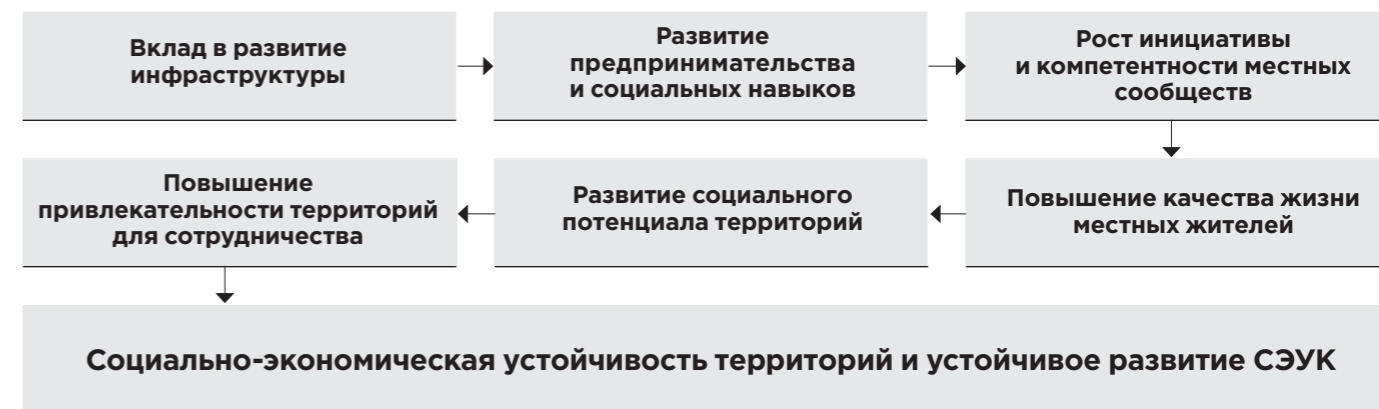 Вклад в развитие
инфраструктуры
Развитие
предпринимательства
и социальных навыков
Рост инициативы
и компетентности местных
сообществ
Повышение качества жизни
местных жителей
Развитие социального
потенциала территорий
Повышение
привлекательности территорий
для сотрудничества
Социально-экономическая устойчивость территорий и устойчивое развитие СЭУК